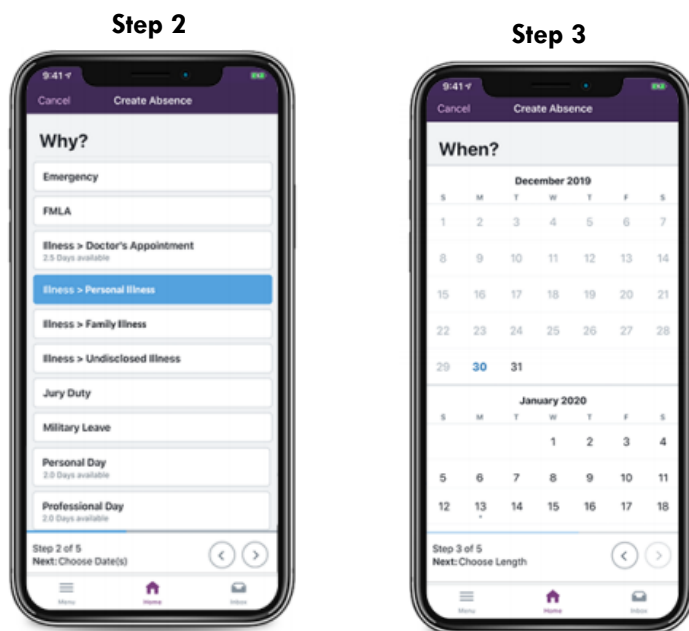 Step 2
9:41
Cancel Create Absence
Why?
Emergency
FMLA
Illness > Doctor's Appointment
2.5 Days available
Illness > Personal Illness
Illness > Family Illness
Illness > Undisclosed Illness
Jury Duty
Military Leave
Personal Day
2.0 Days available
Professional Day
2.0 Days available
Step 2 of 5
Next: Choose Date(s)
Menu Home Inbox
Step 3
9:41
Cancel Create Absence
When?
December 2019
S M T W T F S
1 2 3 4 5 6 7
8 9 10 11 12 13 14
15 16 17 18 19 20 21
22 23 24 25 26 27 28
29 30 31
January 2020
S M T W T F S
1 2 3 4
5 6 7 8 9 10 11
12 13 14 15 16 17 18
Step 3 of 5
Next: Choose Length
Menu Home Inbox